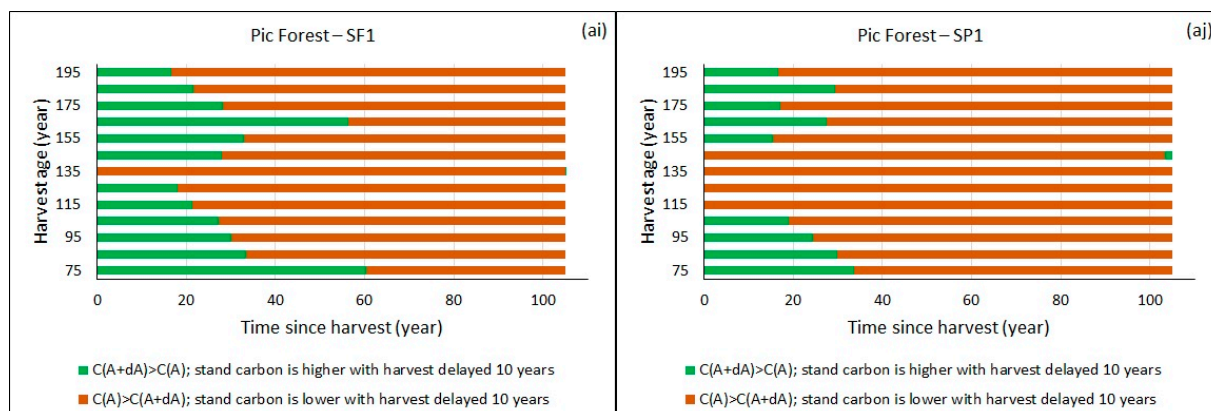 Pic Forest – SF1
(ai)
Harvest age (year)
195
175
155
135
115
95
75
0 20 40 60 80 100
Time since harvest (year)
C(A+dA)>C(A); stand carbon is higher with harvest delayed 10 years
C(A)>C(A+dA); stand carbon is lower with harvest delayed 10 years
Pic Forest – SP1
(aj)
Harvest age (year)
195
175
155
135
115
95
75
0 20 40 60 80 100
Time since harvest (year)
C(A+dA)>C(A); stand carbon is higher with harvest delayed 10 years
C(A)>C(A+dA); stand carbon is lower with harvest delayed 10 years